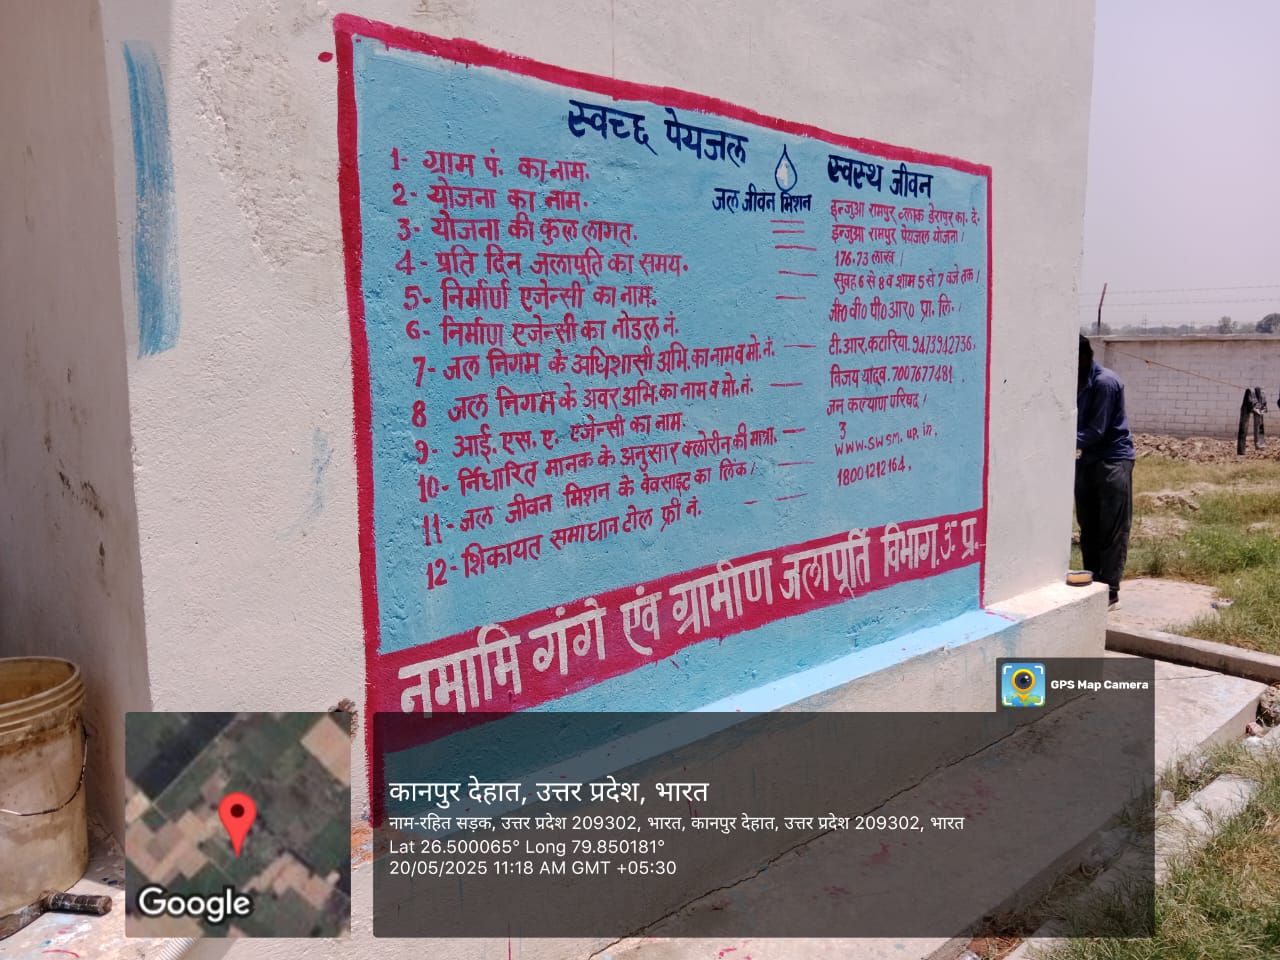 स्वच्छ पेयजल
जल जीवन मिशन
स्वस्थ जीवन
1- ग्राम पं. का नाम.
इन्जुआ रामपुर ब्लाक डेरापुर का. दे.
2- योजना का नाम.
इन्जुआ रामपुर पेयजल योजना।
3- योजना की कुल लागत.
176.73 लाख।
4- प्रति दिन जलापूति का समय.
सुबह 6 से 8 व शाम 5 से 7 बजे तक।
5- निर्मार्ण एजेन्सी का नाम.
जी0 वी0 पी0 आर0 प्रा. लि.।
6- निर्माण एजेन्सी का नोडल नं.
7- जल निगम के अधिशासी अभि. का नाम व मो. नं.
टी.आर. कटारिया. 9473942736.
8 जल निगम के अवर अभि. का नाम व मो. नं.
विजय यादव. 7007677481.
9- आई. एस. ए. एजेन्सी का नाम.
जन कल्याण परिषद।
10- र्निधारित मानक के अनुसार क्लोरीन की मात्रा.
3
11- जल जीवन मिशन के वेवसाइट का लिंक।
www.swsm.up.in.
12- शिकायत समाधान टोल फ्री नं.
18001212164.
नमामि गंगे एंव ग्रामीण जलापूर्ति विभाग. उ. प्र.
GPS Map Camera
कानपुर देहात, उत्तर प्रदेश, भारत
नाम-रहित सड़क, उत्तर प्रदेश 209302, भारत, कानपुर देहात, उत्तर प्रदेश 209302, भारत
Lat 26.500065° Long 79.850181°
20/05/2025 11:18 AM GMT +05:30
Google